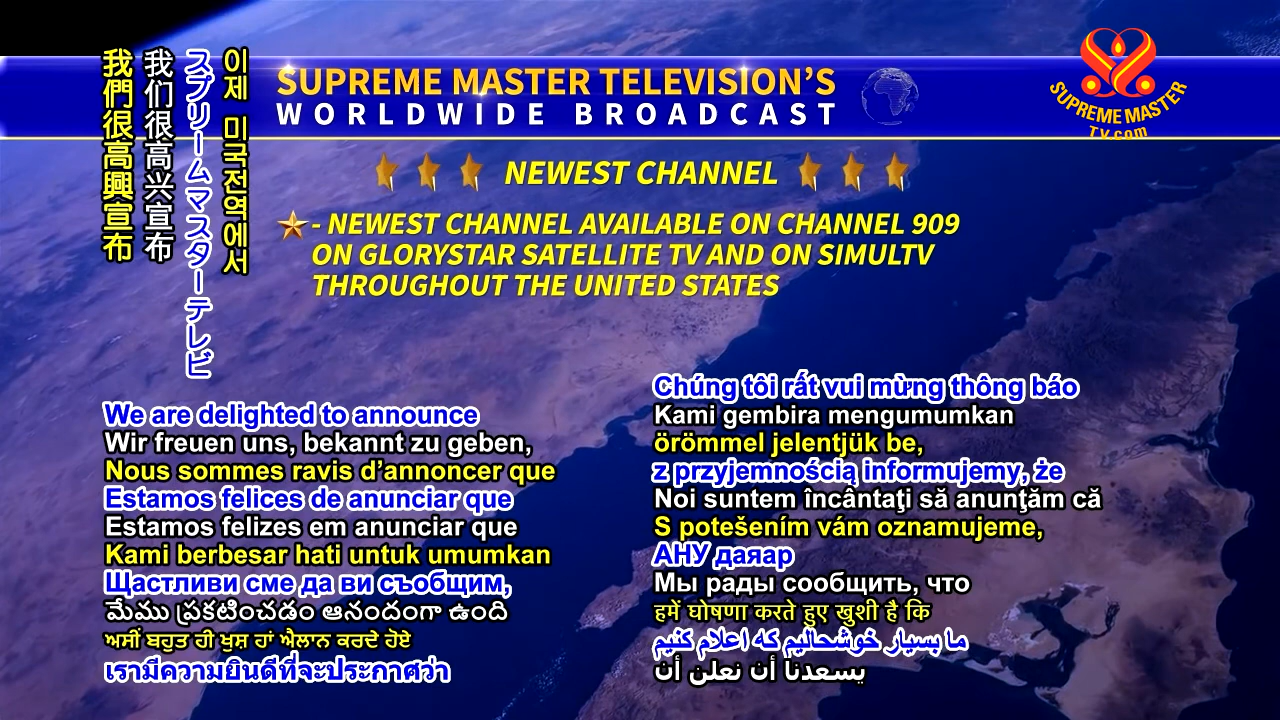 我們很高興宣布
我们很高兴宣布
スプリームマスターテレビ
이제 미국전역에서
SUPREME MASTER TELEVISION'S
WORLDWIDE BROADCAST
SUPREME MASTER
TV.com
NEWEST CHANNEL
- NEWEST CHANNEL AVAILABLE ON CHANNEL 909
ON GLORYSTAR SATELLITE TV AND ON SIMULTV
THROUGHOUT THE UNITED STATES
We are delighted to announce
Wir freuen uns, bekannt zu geben,
Nous sommes ravis d’annoncer que
Estamos felices de anunciar que
Estamos felizes em anunciar que
Kami berbesar hati untuk umumkan
Щастливи сме да ви съобщим,
మేము ప్రకటించడం ఆనందంగా ఉంది
ਅਸੀਂ ਬਹੁਤ ਹੀ ਖੁਸ਼ ਹਾਂ ਐਲਾਨ ਕਰਦੇ ਹੋਏ
เรามีความยินดีที่จะประกาศว่า
Chúng tôi rất vui mừng thông báo
Kami gembira mengumumkan
örömmel jelentjük be,
z przyjemnością informujemy, że
Noi suntem încântaţi să anunţăm că
S potešením vám oznamujeme,
АНУ даяар
Мы рады сообщить, что
हमें घोषणा करते हुए खुशी है कि
ما بسیار خوشحالیم که اعلام کنیم
يسعدنا أن نعلن أن